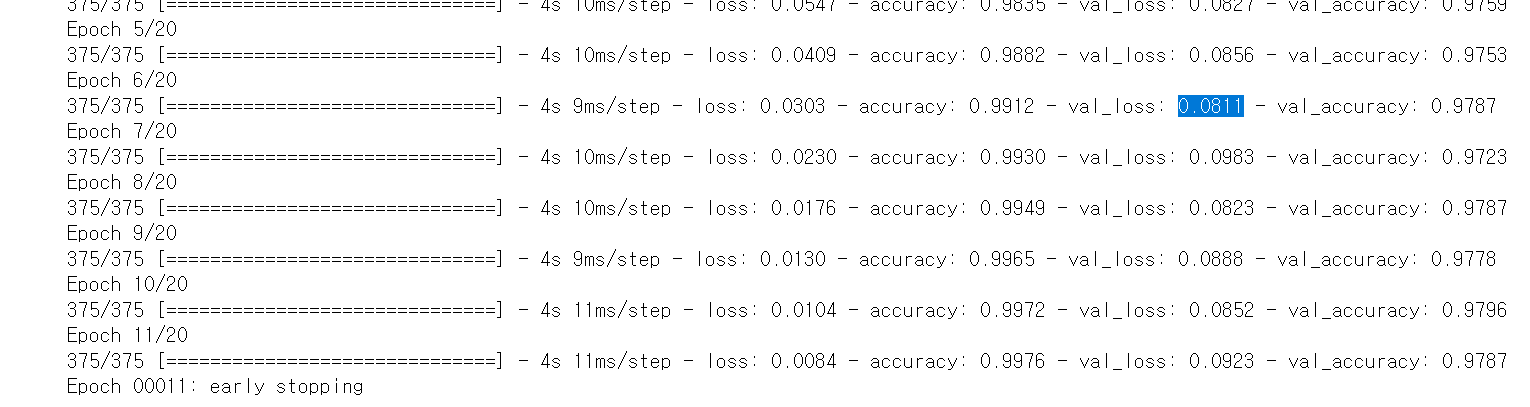 375/375 [==============================] - 4s 10ms/step - loss: 0.0547 - accuracy: 0.9835 - val_loss: 0.0827 - val_accuracy: 0.9759
Epoch 5/20
375/375 [==============================] - 4s 10ms/step - loss: 0.0409 - accuracy: 0.9882 - val_loss: 0.0856 - val_accuracy: 0.9753
Epoch 6/20
375/375 [==============================] - 4s 9ms/step - loss: 0.0303 - accuracy: 0.9912 - val_loss: 0.0811 - val_accuracy: 0.9787
Epoch 7/20
375/375 [==============================] - 4s 10ms/step - loss: 0.0230 - accuracy: 0.9930 - val_loss: 0.0983 - val_accuracy: 0.9723
Epoch 8/20
375/375 [==============================] - 4s 10ms/step - loss: 0.0176 - accuracy: 0.9949 - val_loss: 0.0823 - val_accuracy: 0.9787
Epoch 9/20
375/375 [==============================] - 4s 9ms/step - loss: 0.0130 - accuracy: 0.9965 - val_loss: 0.0888 - val_accuracy: 0.9778
Epoch 10/20
375/375 [==============================] - 4s 11ms/step - loss: 0.0104 - accuracy: 0.9972 - val_loss: 0.0852 - val_accuracy: 0.9796
Epoch 11/20
375/375 [==============================] - 4s 11ms/step - loss: 0.0084 - accuracy: 0.9976 - val_loss: 0.0923 - val_accuracy: 0.9787
Epoch 00011: early stopping